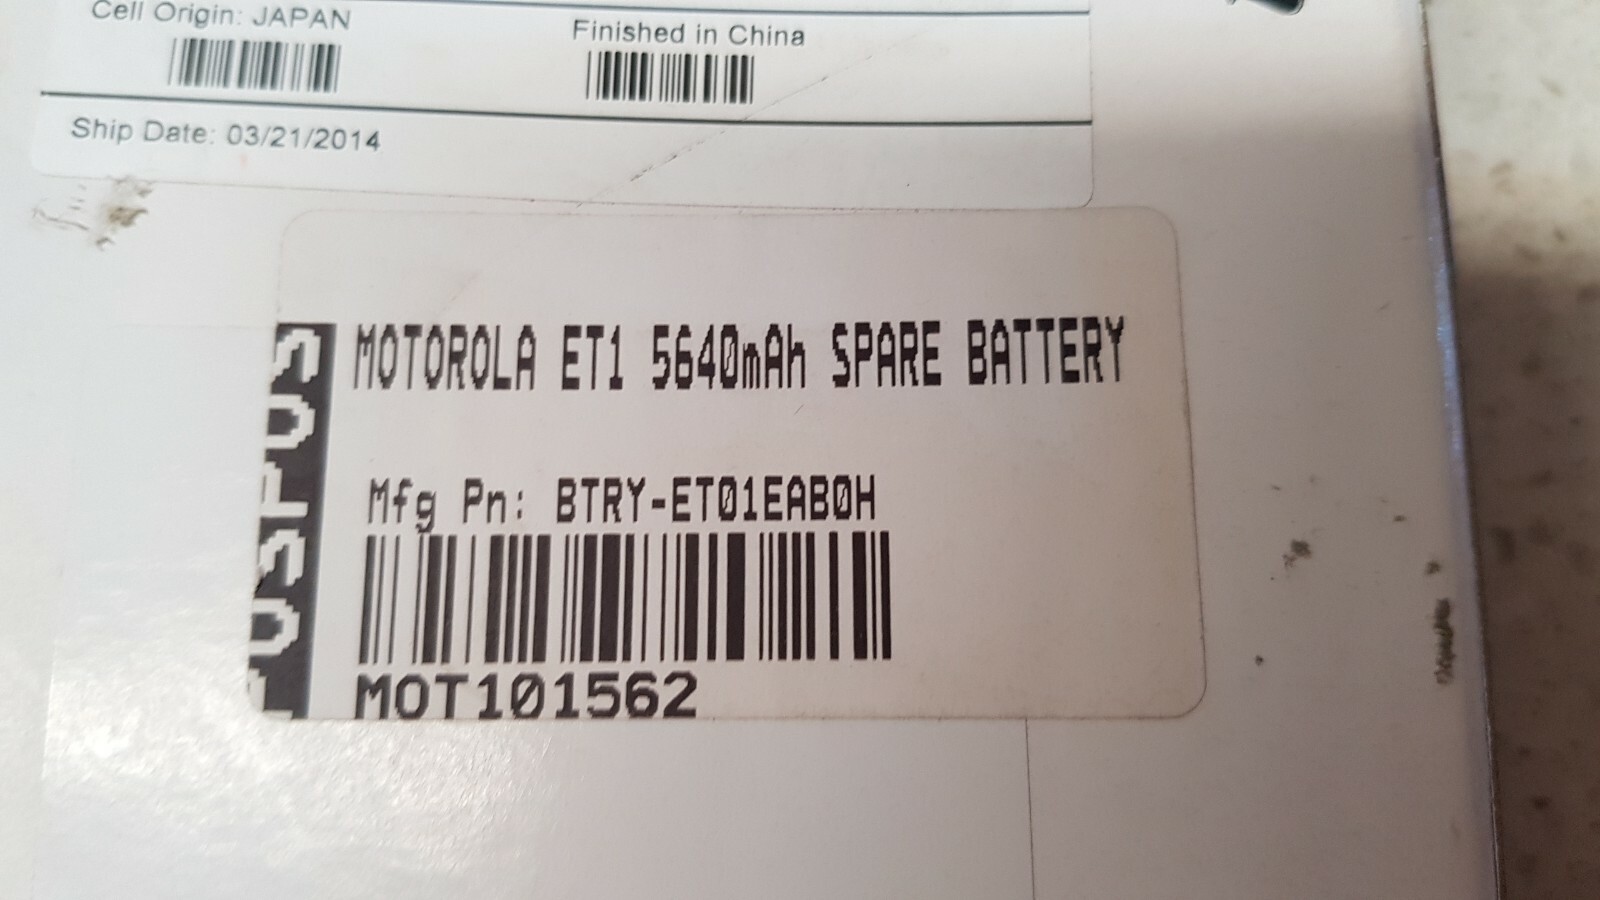 Cell Origin: JAPAN
Finished in China
Ship Date: 03/21/2014
MOTOROLA ET1 5640mAh SPARE BATTERY
Mfg Pn: BTRY-ET01EAB0H
MOT101562